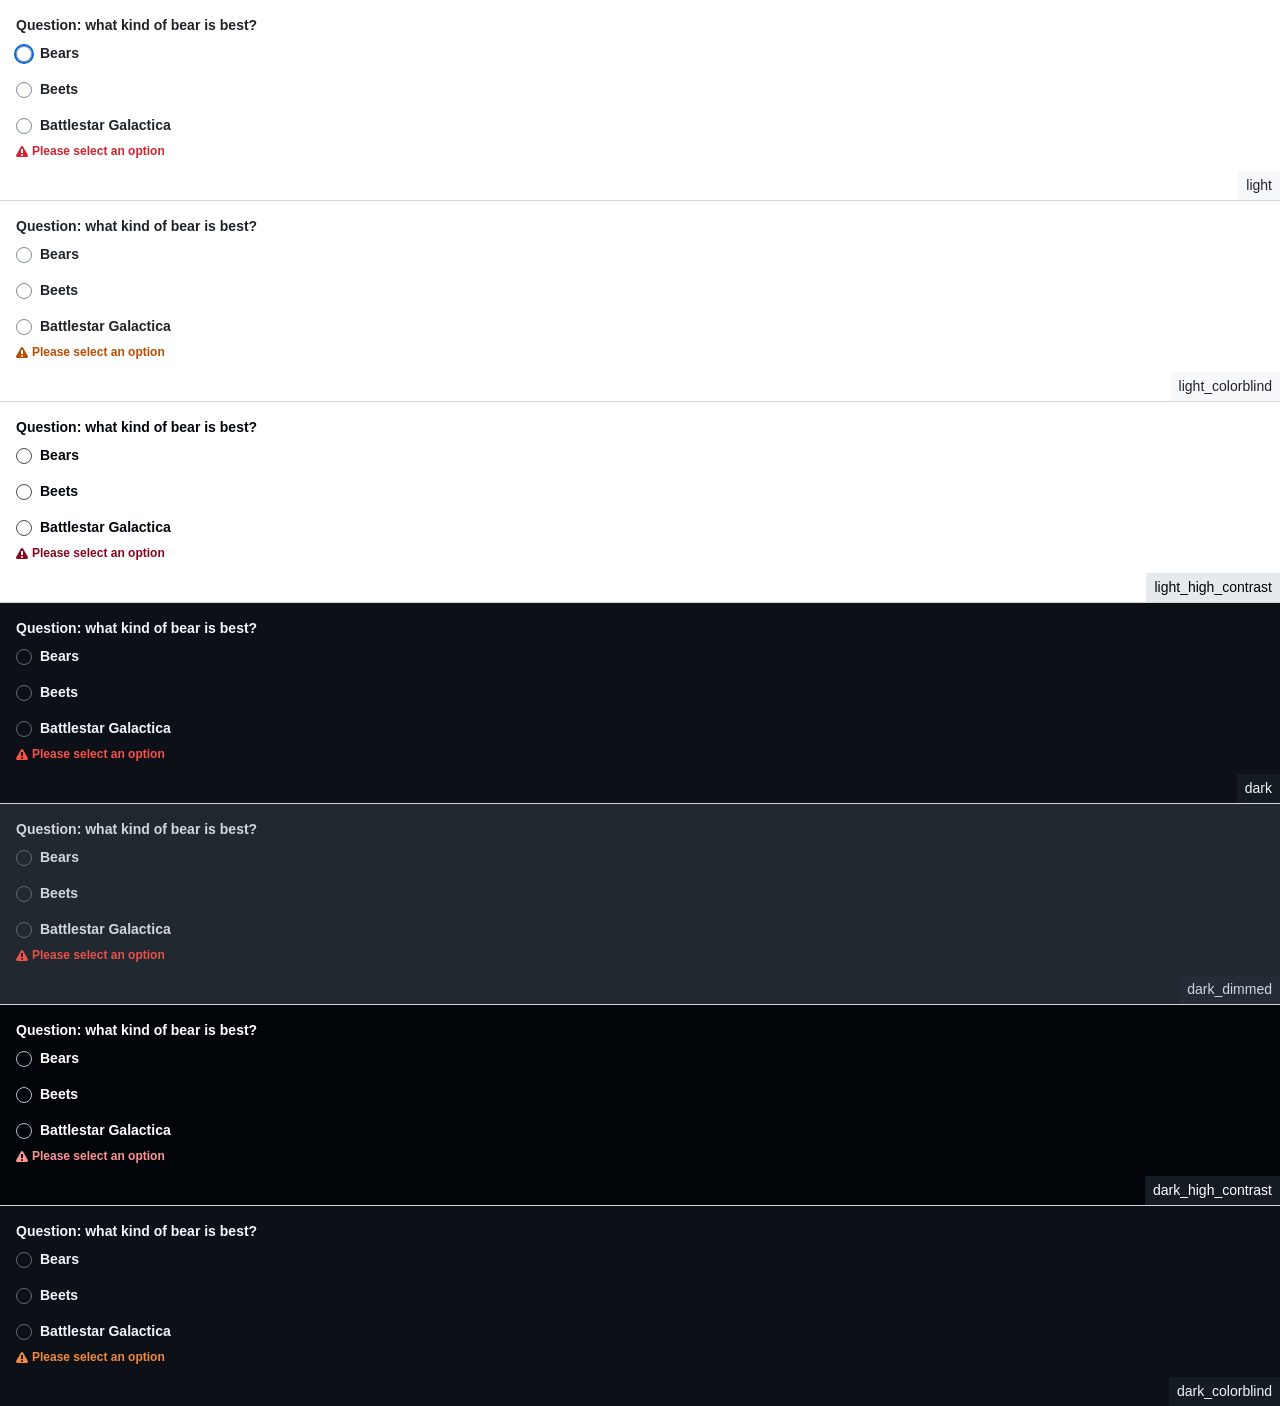 Question: what kind of bear is best?
Bears
Beets
Battlestar Galactica
Please select an option
light
Question: what kind of bear is best?
Bears
Beets
Battlestar Galactica
Please select an option
light_colorblind
Question: what kind of bear is best?
Bears
Beets
Battlestar Galactica
Please select an option
light_high_contrast
Question: what kind of bear is best?
Bears
Beets
Battlestar Galactica
Please select an option
dark
Question: what kind of bear is best?
Bears
Beets
Battlestar Galactica
Please select an option
dark_dimmed
Question: what kind of bear is best?
Bears
Beets
Battlestar Galactica
Please select an option
dark_high_contrast
Question: what kind of bear is best?
Bears
Beets
Battlestar Galactica
Please select an option
dark_colorblind